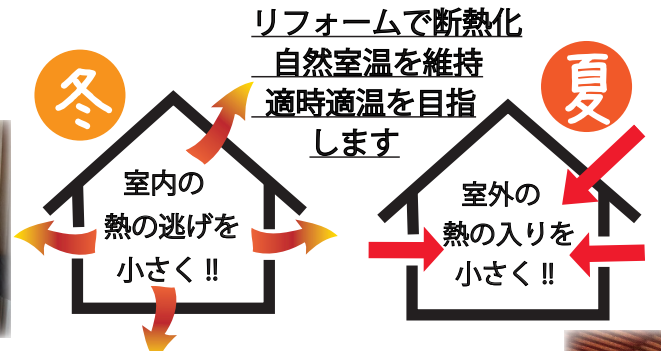 リフォームで断熱化
自然室温を維持
適時適温を目指
します
冬
室内の
熱の逃げを
小さく!!
夏
室外の
熱の入りを
小さく!!